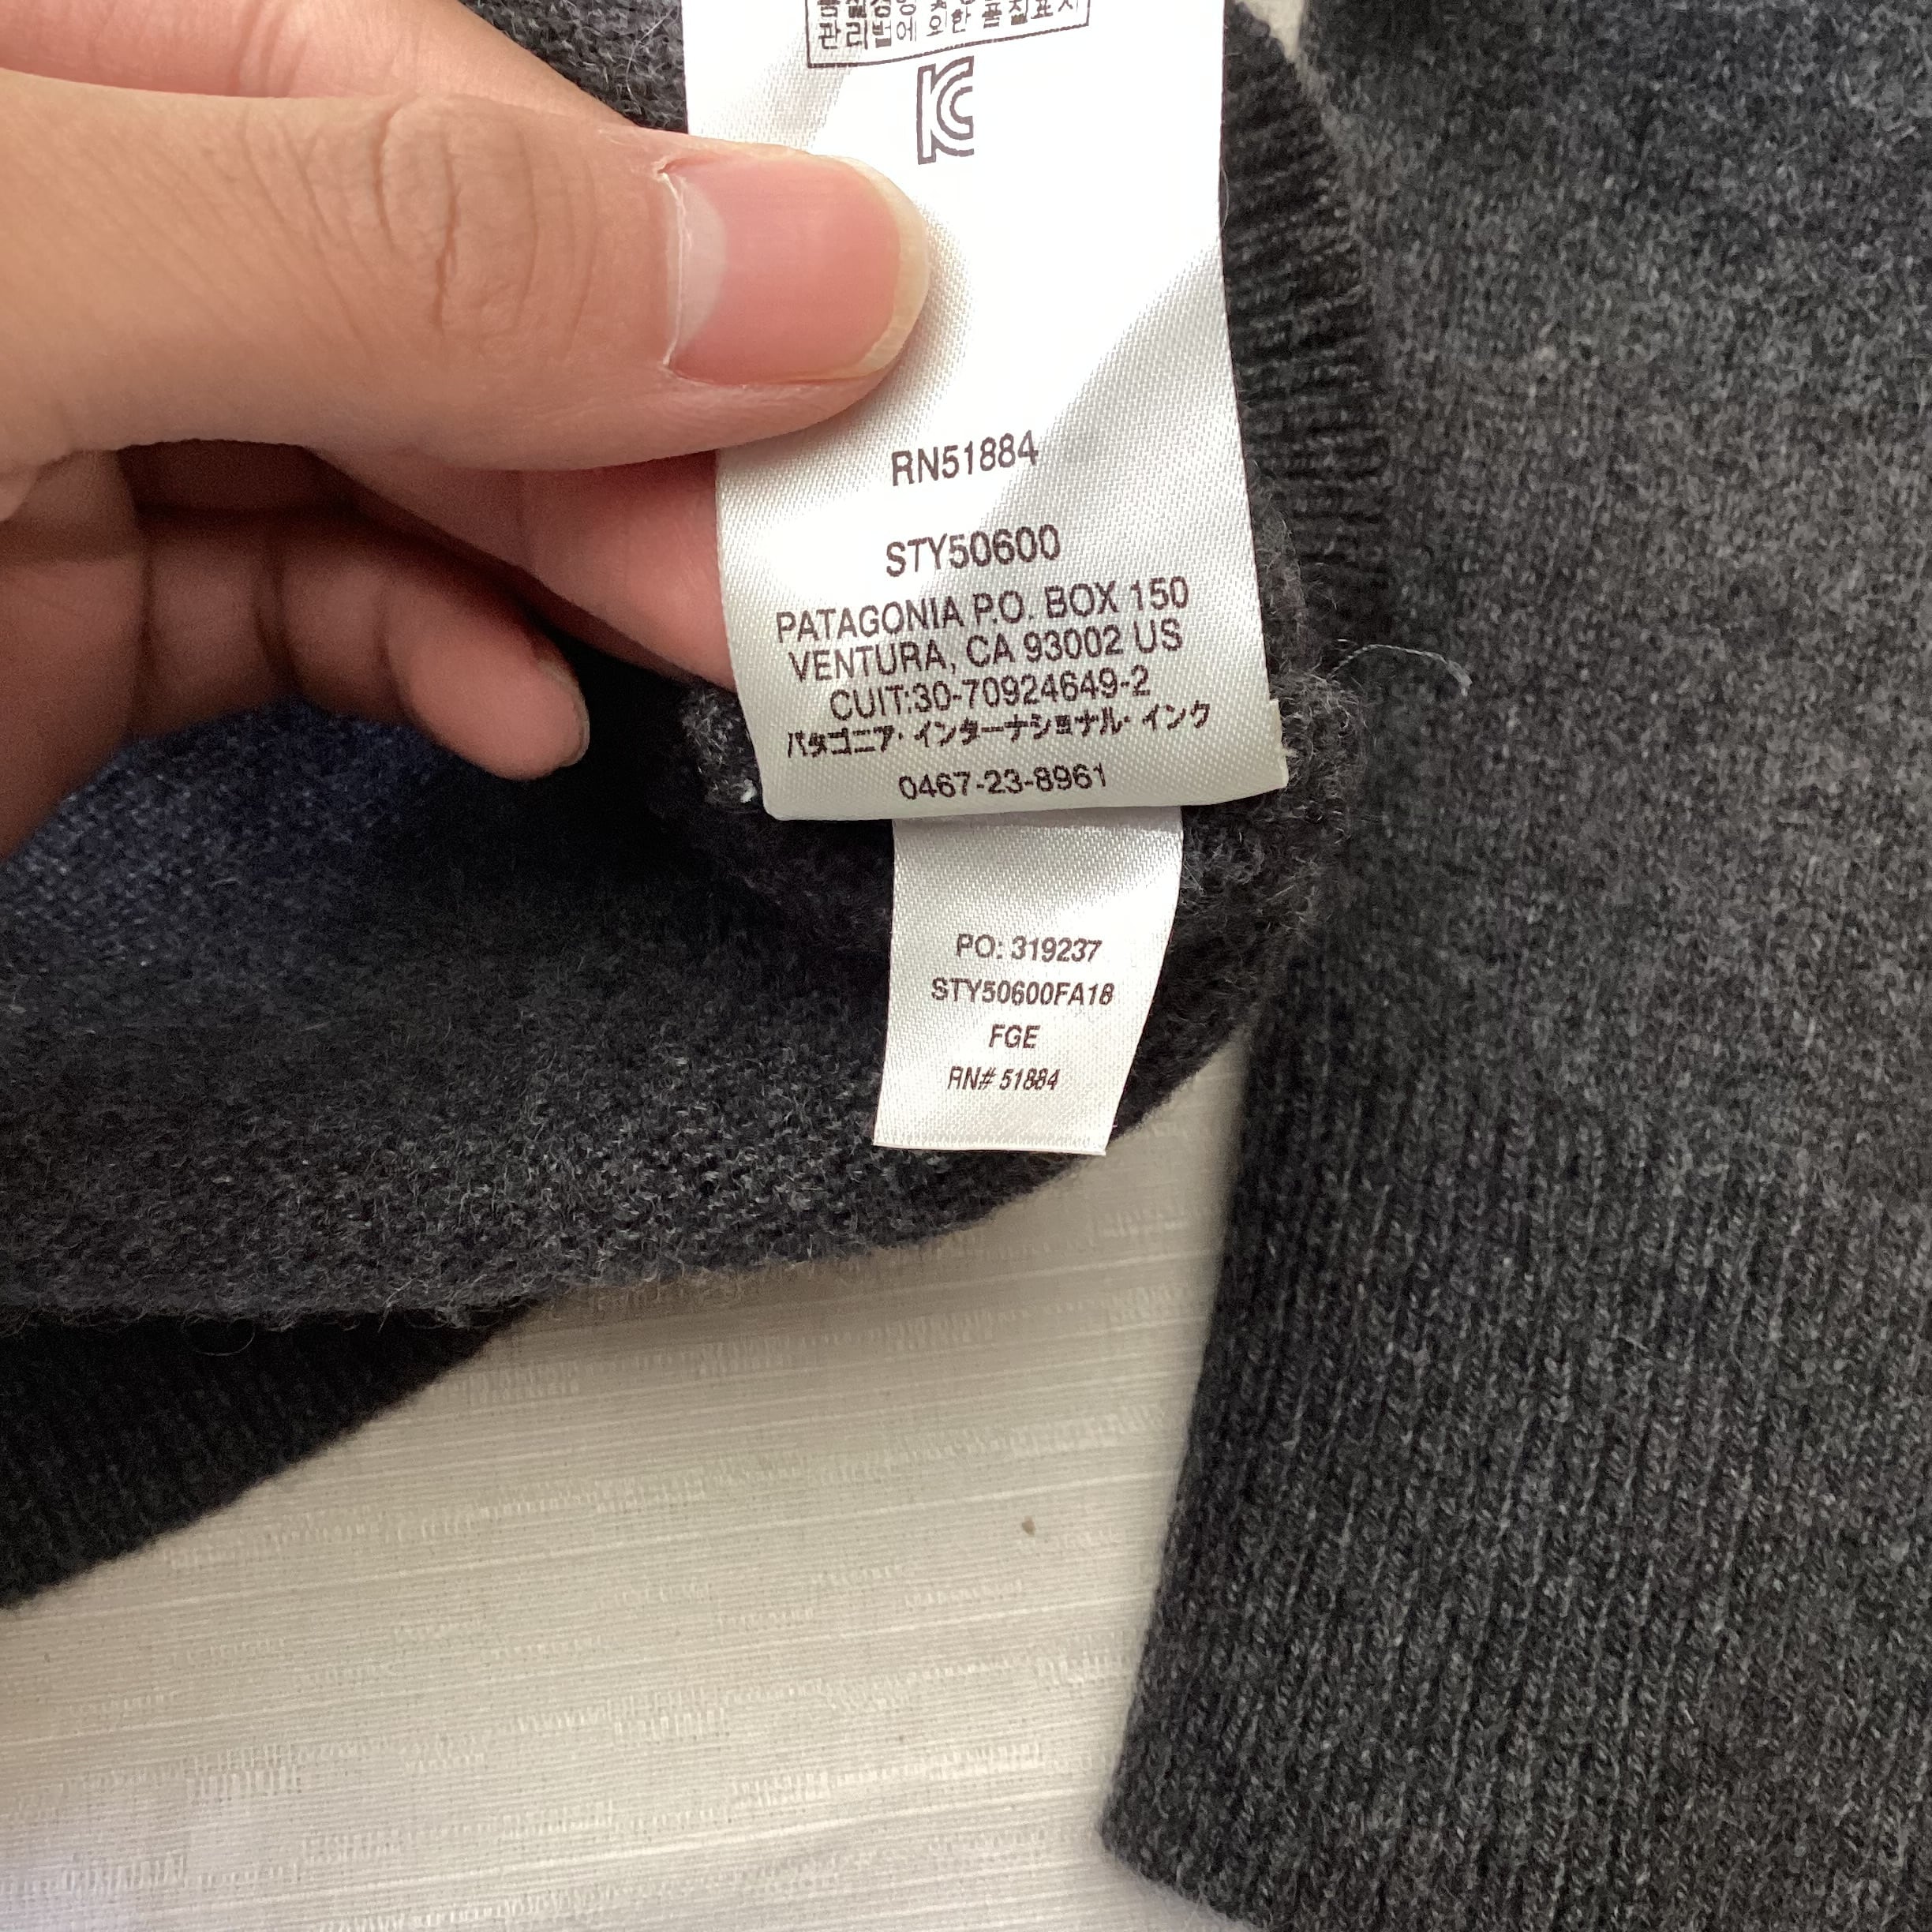 관리법에 의한 품질표시
KC
RN51884
STY50600
PATAGONIA P.O. BOX 150
VENTURA, CA 93002 US
CUIT:30-70924649-2
パタゴニア・インターナショナル・インク
0467-23-8961
PO: 319237
STY50600FA18
FGE
RN# 51884